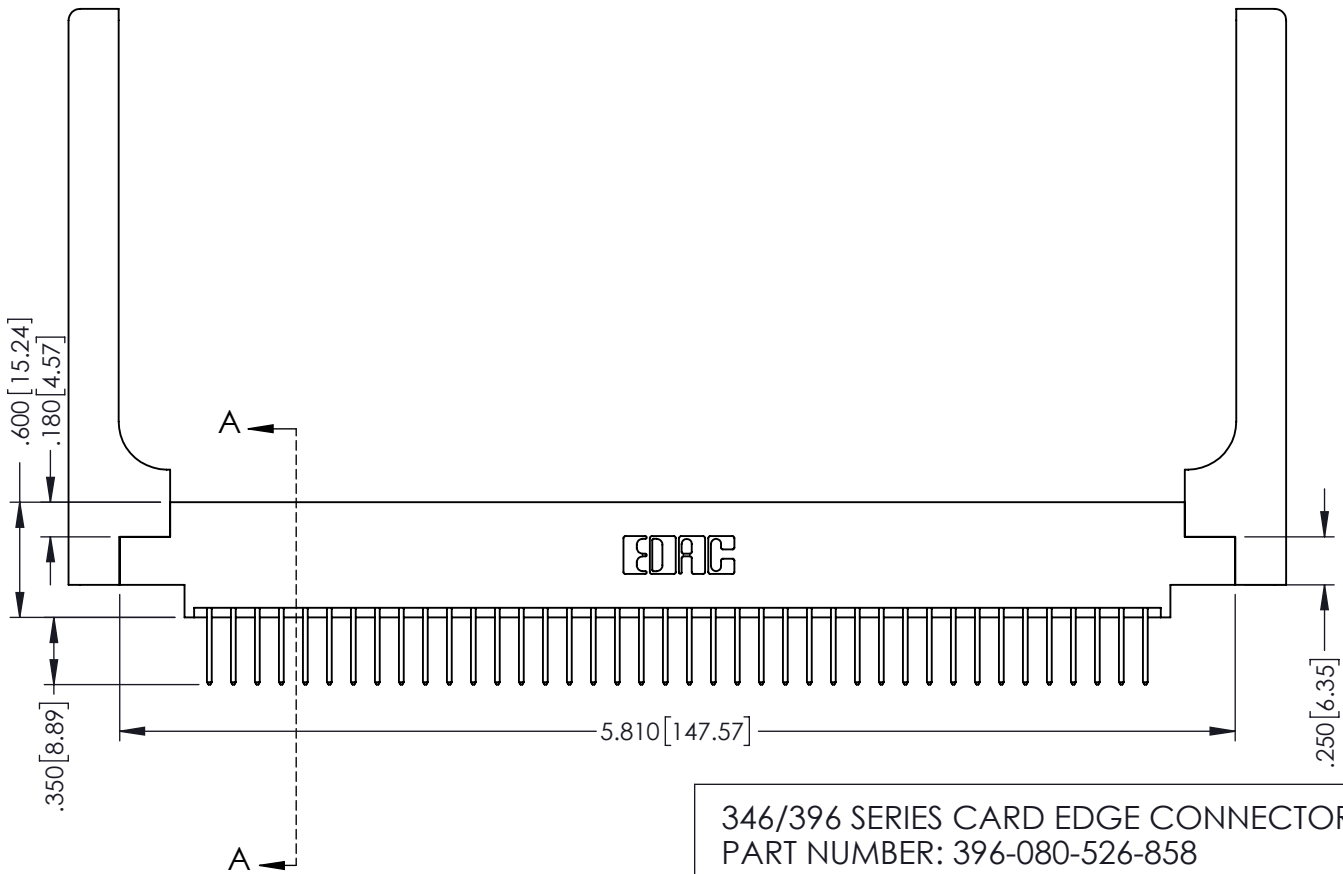 .600[15.24]
.180[4.57]
A
EDAC
.350[8.89]
5.810[147.57]
.250[6.35]
A
346/396 SERIES CARD EDGE CONNECTOR
PART NUMBER: 396-080-526-858